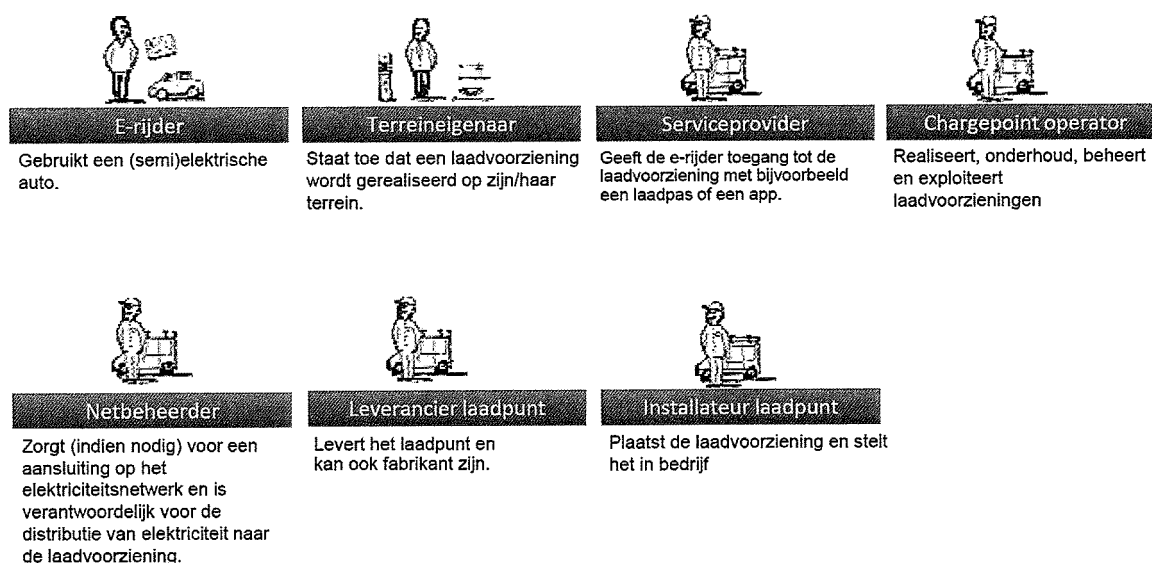 E-rijder
Gebruikt een (semi)elektrische
auto.
Terreineigenaar
Staat toe dat een laadvoorziening
wordt gerealiseerd op zijn/haar
terrein.
Serviceprovider
Geeft de e-rijder toegang tot de
laadvoorziening met bijvoorbeeld
een laadpas of een app.
Chargepoint operator
Realiseert, onderhoud, beheert
en exploiteert
laadvoorzieningen
Netbeheerder
Zorgt (indien nodig) voor een
aansluiting op het
elektriciteitsnetwerk en is
verantwoordelijk voor de
distributie van elektriciteit naar
de laadvoorziening.
Leverancier laadpunt
Levert het laadpunt en
kan ook fabrikant zijn.
Installateur laadpunt
Plaatst de laadvoorziening en stelt
het in bedrijf